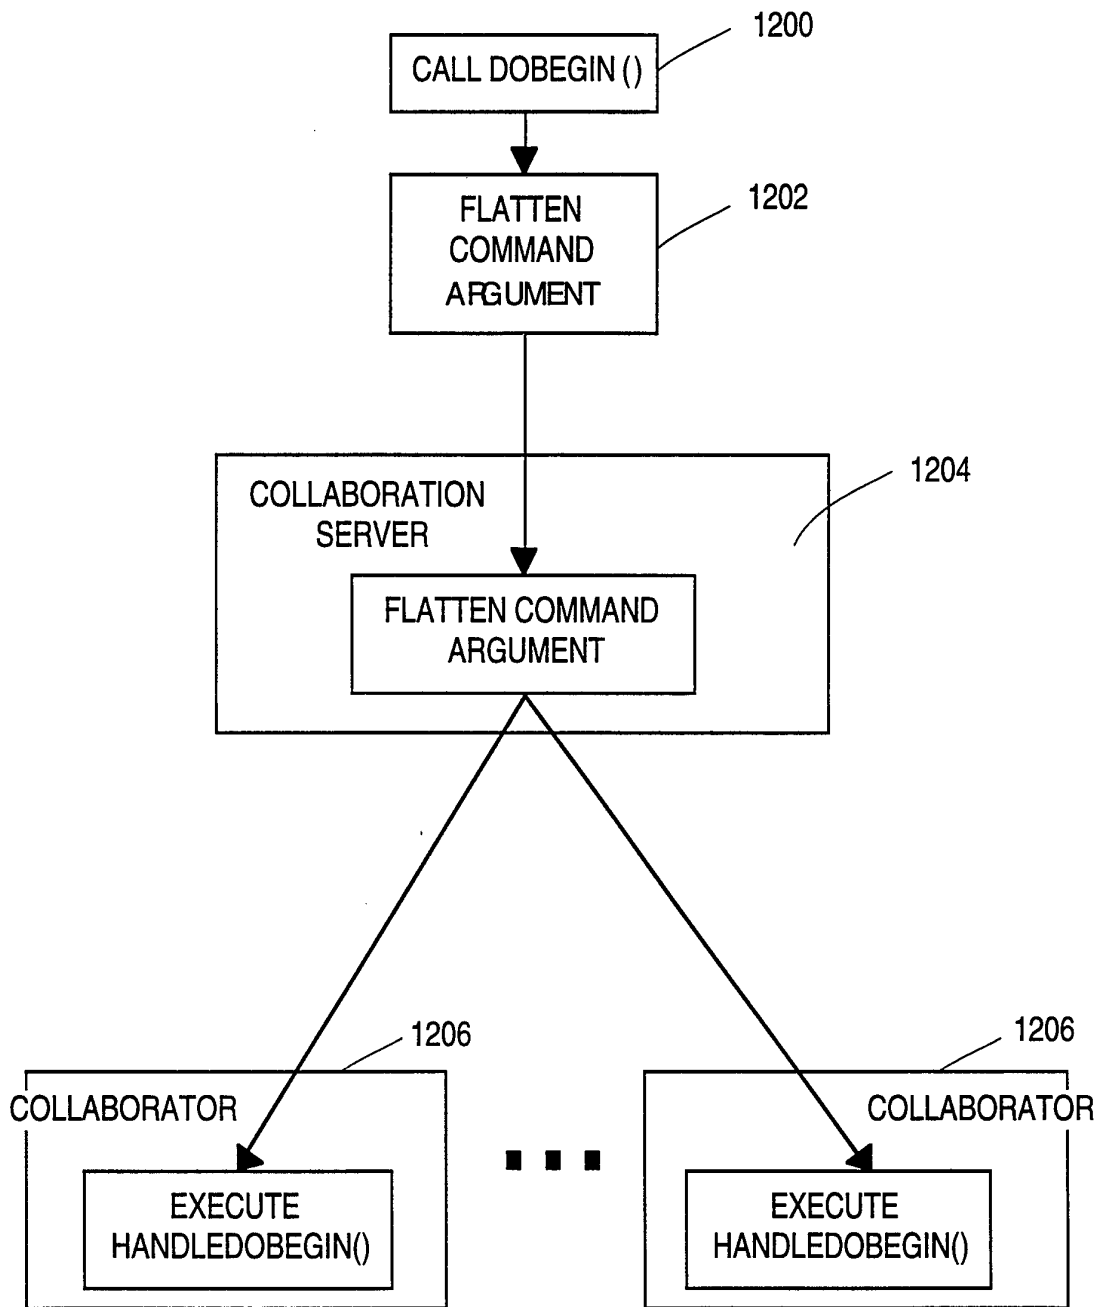 1200
CALL DOBEGIN ()
1202
FLATTEN
COMMAND
ARGUMENT
1204
COLLABORATION
SERVER
FLATTEN COMMAND
ARGUMENT
1206
1206
COLLABORATOR
COLLABORATOR
EXECUTE
HANDLEDOBEGIN()
EXECUTE
HANDLEDOBEGIN()